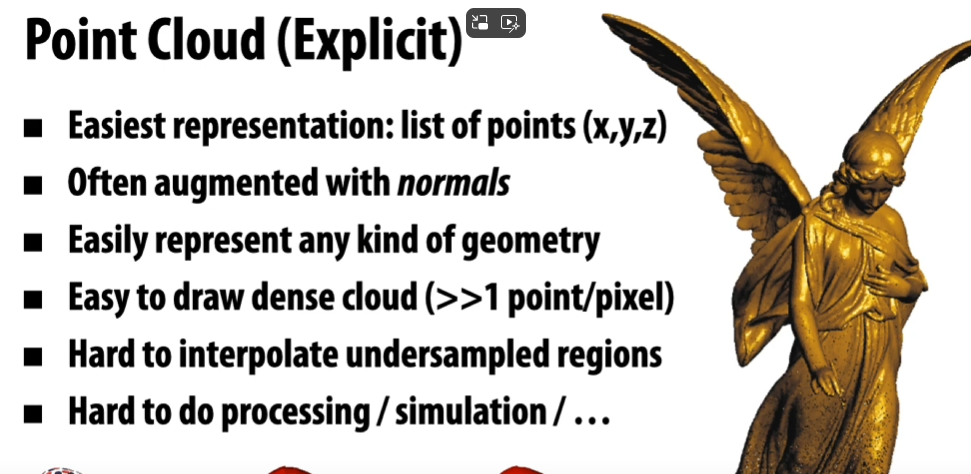 Point Cloud (Explicit)
Easiest representation: list of points (x,y,z)
Often augmented with normals
Easily represent any kind of geometry
Easy to draw dense cloud (>>1 point/pixel)
Hard to interpolate undersampled regions
Hard to do processing / simulation / …